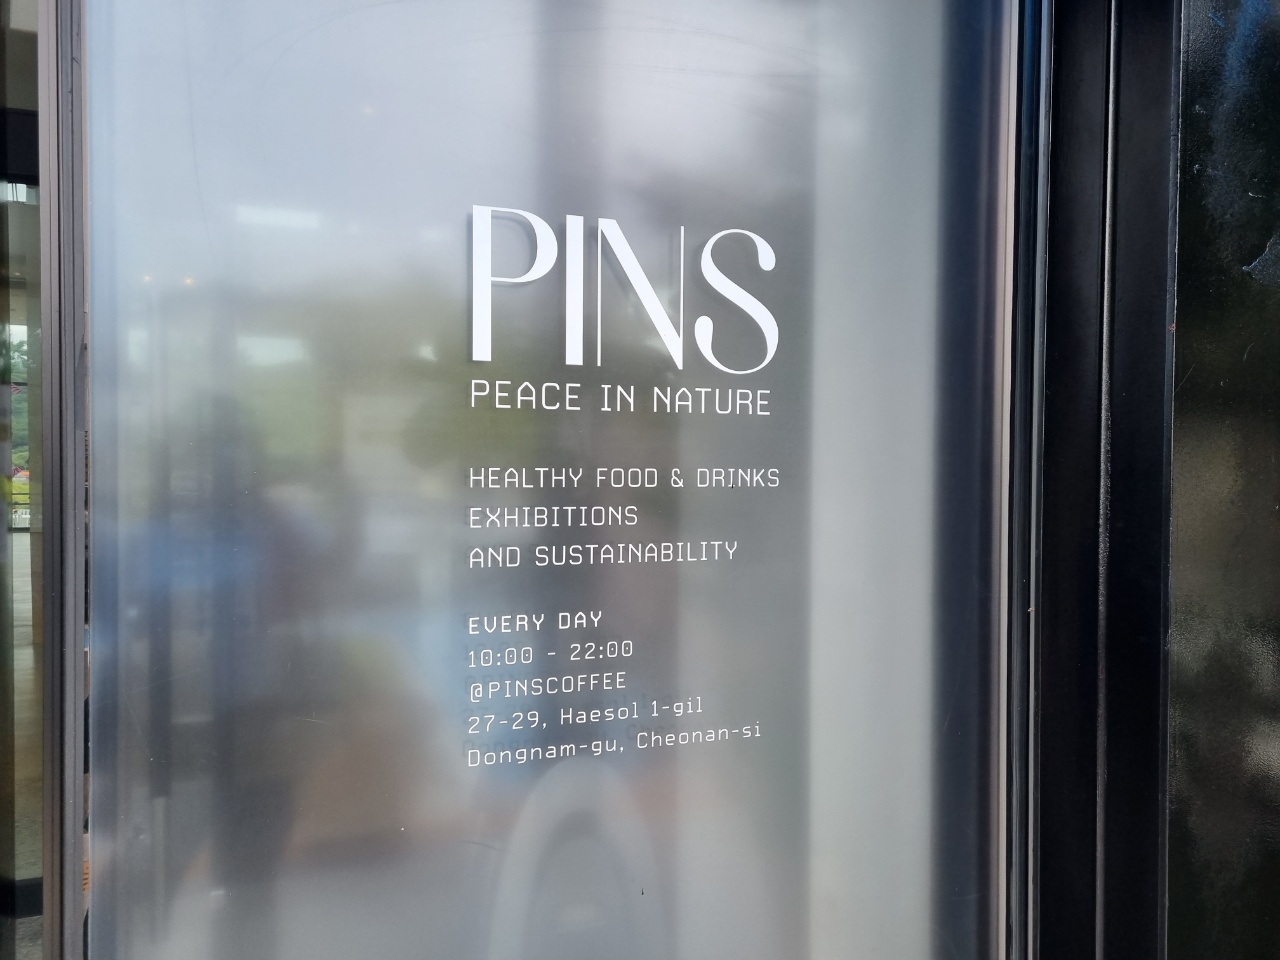 PINS
PEACE IN NATURE
HEALTHY FOOD & DRINKS
EXHIBITIONS
AND SUSTAINABILITY
EVERY DAY
10:00 - 22:00
@PINSCOFFEE
27-29, Haesol 1-gil
Dongnam-gu, Cheonan-si